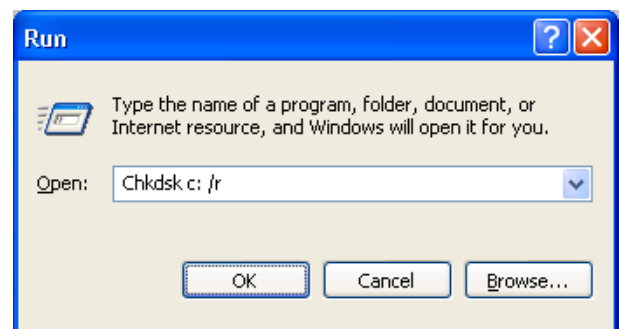 Run
Type the name of a program, folder, document, or
Internet resource, and Windows will open it for you.
Open: Chkdsk c: /r
OK Cancel Browse...